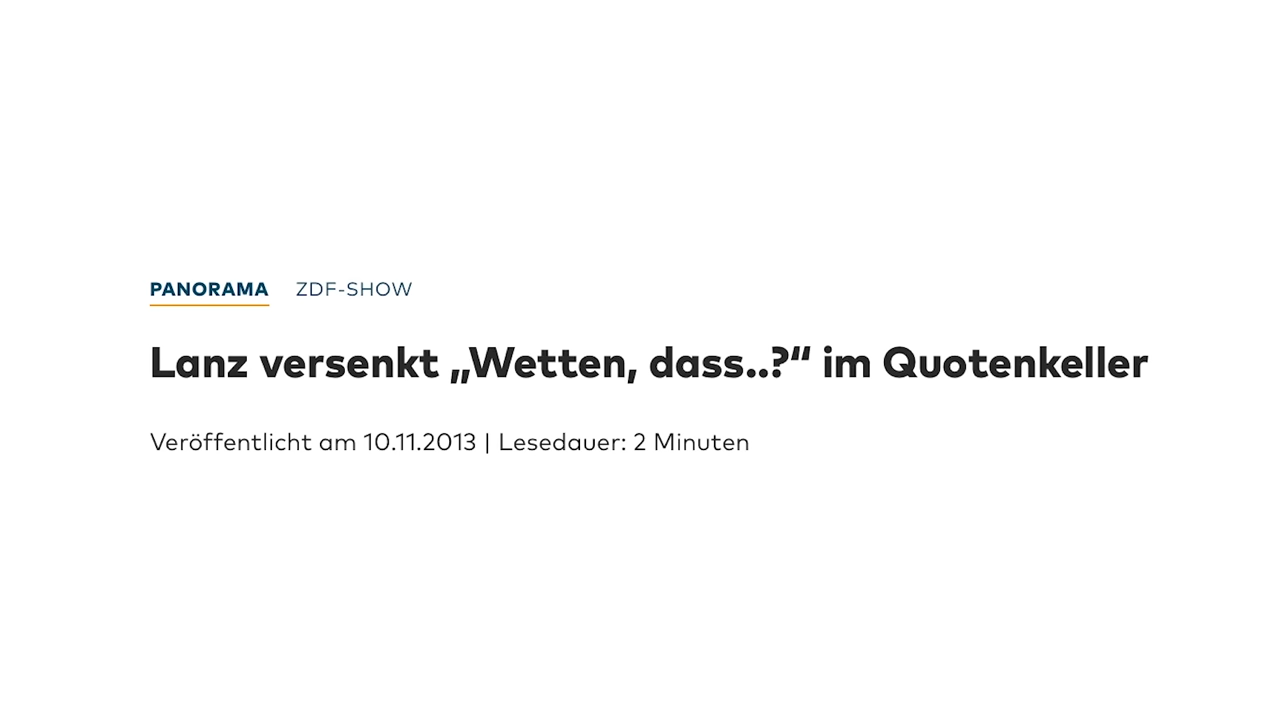 PANORAMA ZDF-SHOW
Lanz versenkt „Wetten, dass..?“ im Quotenkeller
Veröffentlicht am 10.11.2013 | Lesedauer: 2 Minuten